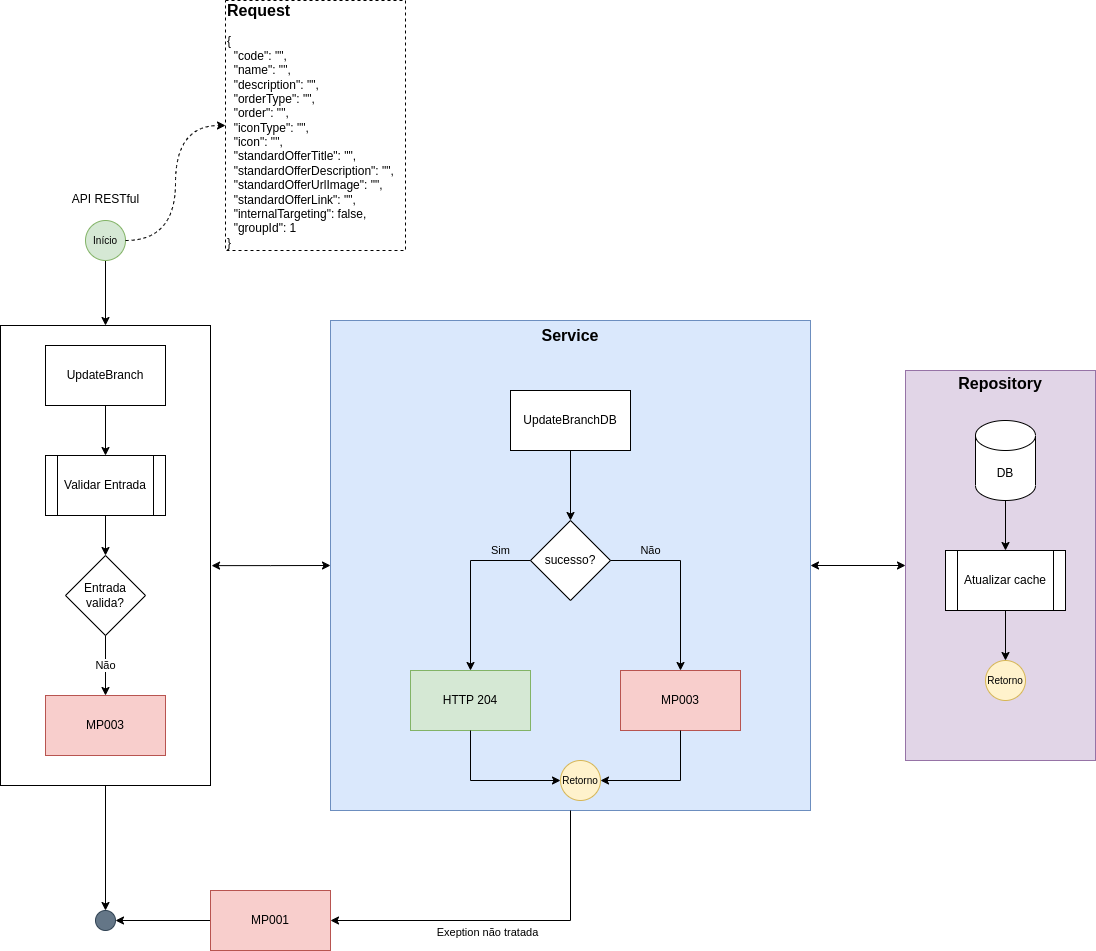 Request
{
"code": "",
"name": "",
"description": "",
"orderType": "",
"order": "",
"iconType": "",
"icon": "",
"standardOfferTitle": "",
"standardOfferDescription": "",
"standardOfferUrlImage": "",
"standardOfferLink": "",
"internalTargeting": false,
"groupId": 1
}
API RESTful
Início
UpdateBranch
Validar Entrada
Entrada
valida?
Não
MP003
Service
UpdateBranchDB
sucesso?
Sim
Não
HTTP 204
MP003
Retorno
Repository
DB
Atualizar cache
Retorno
MP001
Exeption não tratada